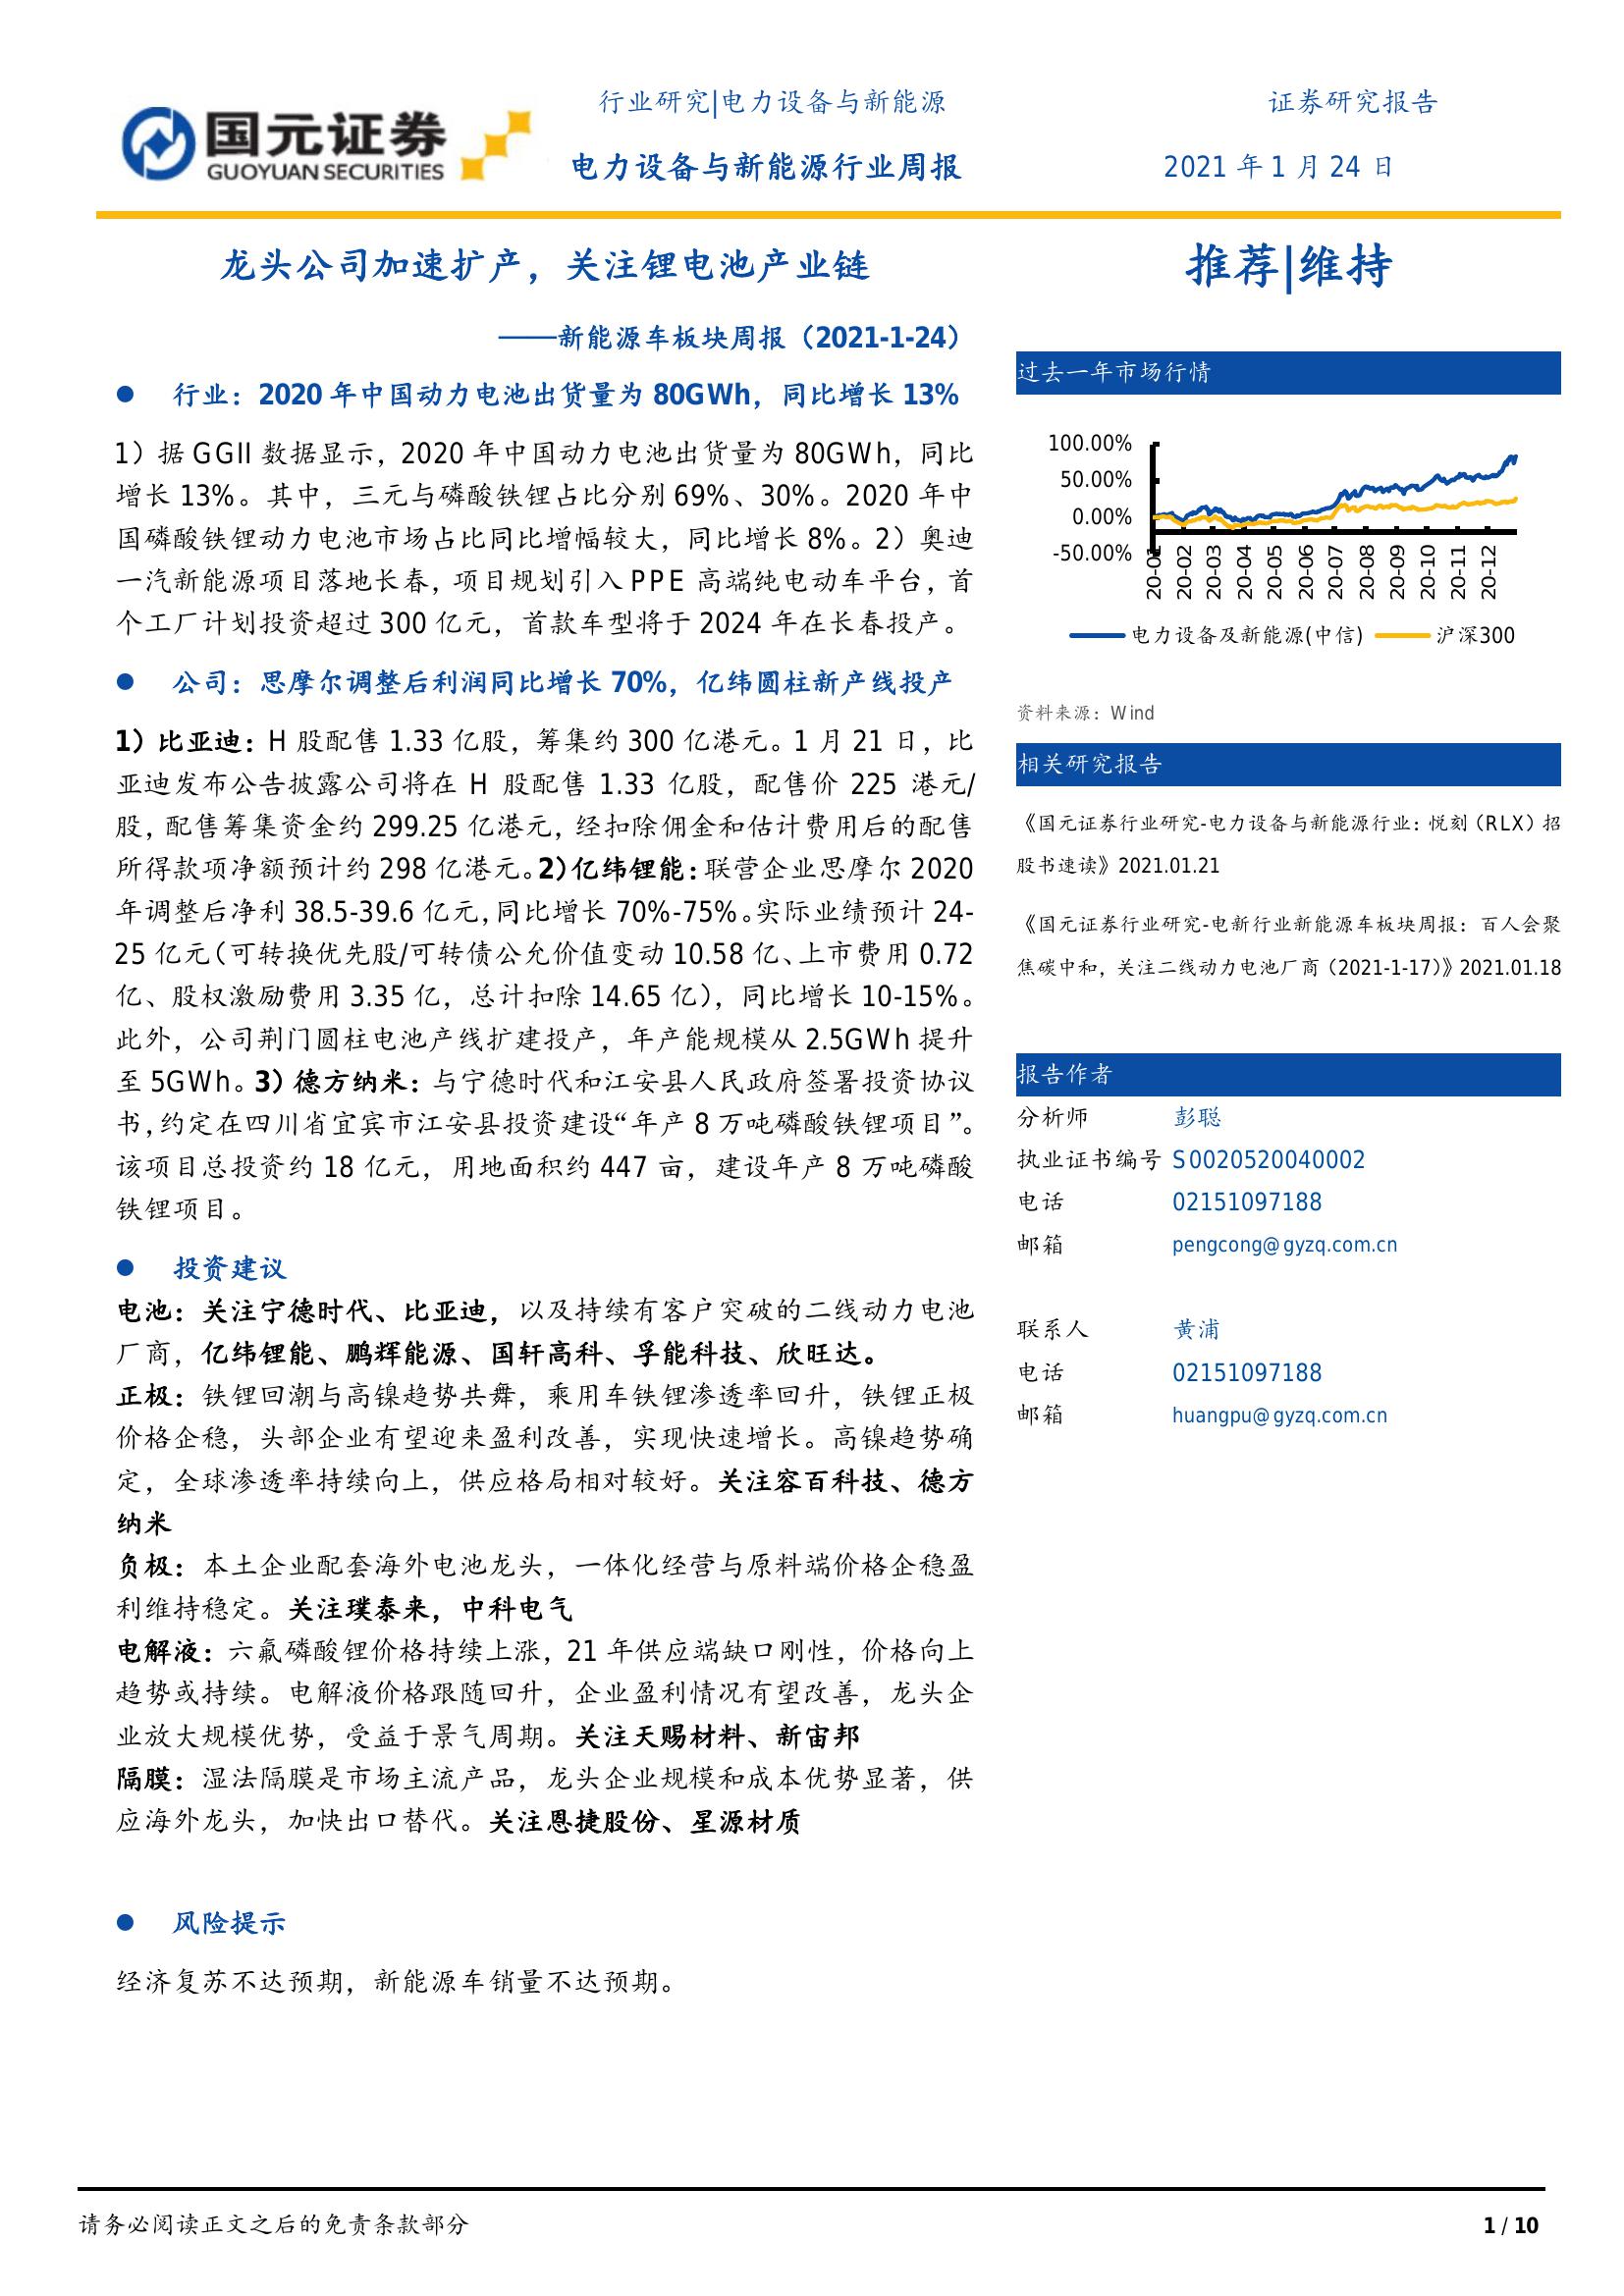 国元证券
GUOYUAN SECURITIES
行业研究|电力设备与新能源
证券研究报告
电力设备与新能源行业周报
2021 年 1 月 24 日
龙头公司加速扩产，关注锂电池产业链
——新能源车板块周报（2021-1-24）
● 行业：2020 年中国动力电池出货量为 80GWh，同比增长 13%
1）据 GGII 数据显示，2020 年中国动力电池出货量为 80GWh，同比
增长 13%。其中，三元与磷酸铁锂占比分别 69%、30%。2020 年中
国磷酸铁锂动力电池市场占比同比增幅较大，同比增长 8%。2）奥迪
一汽新能源项目落地长春，项目规划引入 PPE 高端纯电动车平台，首
个工厂计划投资超过 300 亿元，首款车型将于 2024 年在长春投产。
● 公司：思摩尔调整后利润同比增长 70%，亿纬圆柱新产线投产
1）比亚迪：H 股配售 1.33 亿股，筹集约 300 亿港元。1 月 21 日，比
亚迪发布公告披露公司将在 H 股配售 1.33 亿股，配售价 225 港元/
股，配售筹集资金约 299.25 亿港元，经扣除佣金和估计费用后的配售
所得款项净额预计约 298 亿港元。2）亿纬锂能：联营企业思摩尔 2020
年调整后净利 38.5-39.6 亿元，同比增长 70%-75%。实际业绩预计 24-
25 亿元（可转换优先股/可转债公允价值变动 10.58 亿、上市费用 0.72
亿、股权激励费用 3.35 亿，总计扣除 14.65 亿），同比增长 10-15%。
此外，公司荆门圆柱电池产线扩建投产，年产能规模从 2.5GWh 提升
至 5GWh。3）德方纳米：与宁德时代和江安县人民政府签署投资协议
书，约定在四川省宜宾市江安县投资建设“年产 8 万吨磷酸铁锂项目”。
该项目总投资约 18 亿元，用地面积约 447 亩，建设年产 8 万吨磷酸
铁锂项目。
● 投资建议
电池：关注宁德时代、比亚迪，以及持续有客户突破的二线动力电池
厂商，亿纬锂能、鹏辉能源、国轩高科、孚能科技、欣旺达。
正极：铁锂回潮与高镍趋势共舞，乘用车铁锂渗透率回升，铁锂正极
价格企稳，头部企业有望迎来盈利改善，实现快速增长。高镍趋势确
定，全球渗透率持续向上，供应格局相对较好。关注容百科技、德方
纳米
负极：本土企业配套海外电池龙头，一体化经营与原料端价格企稳盈
利维持稳定。关注璞泰来，中科电气
电解液：六氟磷酸锂价格持续上涨，21 年供应端缺口刚性，价格向上
趋势或持续。电解液价格跟随回升，企业盈利情况有望改善，龙头企
业放大规模优势，受益于景气周期。关注天赐材料、新宙邦
隔膜：湿法隔膜是市场主流产品，龙头企业规模和成本优势显著，供
应海外龙头，加快出口替代。关注恩捷股份、星源材质
● 风险提示
经济复苏不达预期，新能源车销量不达预期。
推荐|维持
过去一年市场行情
100.00%
50.00%
0.00%
-50.00%
20-01 20-02 20-03 20-04 20-05 20-06 20-07 20-08 20-09 20-10 20-11 20-12
电力设备及新能源(中信) 沪深300
资料来源：Wind
相关研究报告
《国元证券行业研究-电力设备与新能源行业：悦刻（RLX）招
股书速读》2021.01.21
《国元证券行业研究-电新行业新能源车板块周报：百人会聚
焦碳中和，关注二线动力电池厂商（2021-1-17）》2021.01.18
报告作者
分析师 彭聪
执业证书编号 S0020520040002
电话 02151097188
邮箱 pengcong@gyzq.com.cn
联系人 黄浦
电话 02151097188
邮箱 huangpu@gyzq.com.cn
请务必阅读正文之后的免责条款部分
1 / 10